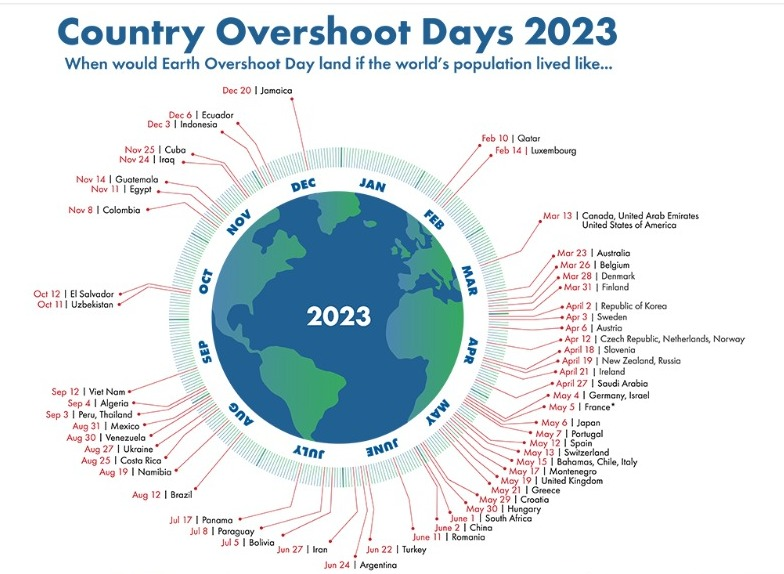 Country Overshoot Days 2023
When would Earth Overshoot Day land if the world's population lived like...
Dec 20 | Jamaica
Dec 6 | Ecuador
Dec 3 | Indonesia
Nov 25 | Cuba
Nov 24 | Iraq
Nov 14 | Guatemala
Nov 11 | Egypt
Nov 8 | Colombia
Oct 12 | El Salvador
Oct 11 | Uzbekistan
Sep 12 | Viet Nam
Sep 4 | Algeria
Sep 3 | Peru, Thailand
Aug 31 | Mexico
Aug 30 | Venezuela
Aug 27 | Ukraine
Aug 25 | Costa Rica
Aug 19 | Namibia
Aug 12 | Brazil
Jul 17 | Panama
Jul 8 | Paraguay
Jul 5 | Bolivia
Jun 27 | Iran
Jun 24 | Argentina
Jun 22 | Turkey
Feb 10 | Qatar
Feb 14 | Luxembourg
Mar 13 | Canada, United Arab Emirates
United States of America
Mar 23 | Australia
Mar 26 | Belgium
Mar 28 | Denmark
Mar 31 | Finland
April 2 | Republic of Korea
Apr 3 | Sweden
Apr 6 | Austria
Apr 12 | Czech Republic, Netherlands, Norway
April 18 | Slovenia
April 19 | New Zealand, Russia
April 21 | Ireland
April 27 | Saudi Arabia
May 4 | Germany, Israel
May 5 | France*
May 6 | Japan
May 7 | Portugal
May 12 | Spain
May 13 | Switzerland
May 15 | Bahamas, Chile, Italy
May 17 | Montenegro
May 19 | United Kingdom
May 21 | Greece
May 29 | Croatia
May 30 | Hungary
June 1 | South Africa
June 2 | China
June 11 | Romania
JAN
FEB
MAR
APR
MAY
JUNE
JULY
AUG
SEP
OCT
NOV
DEC
2023